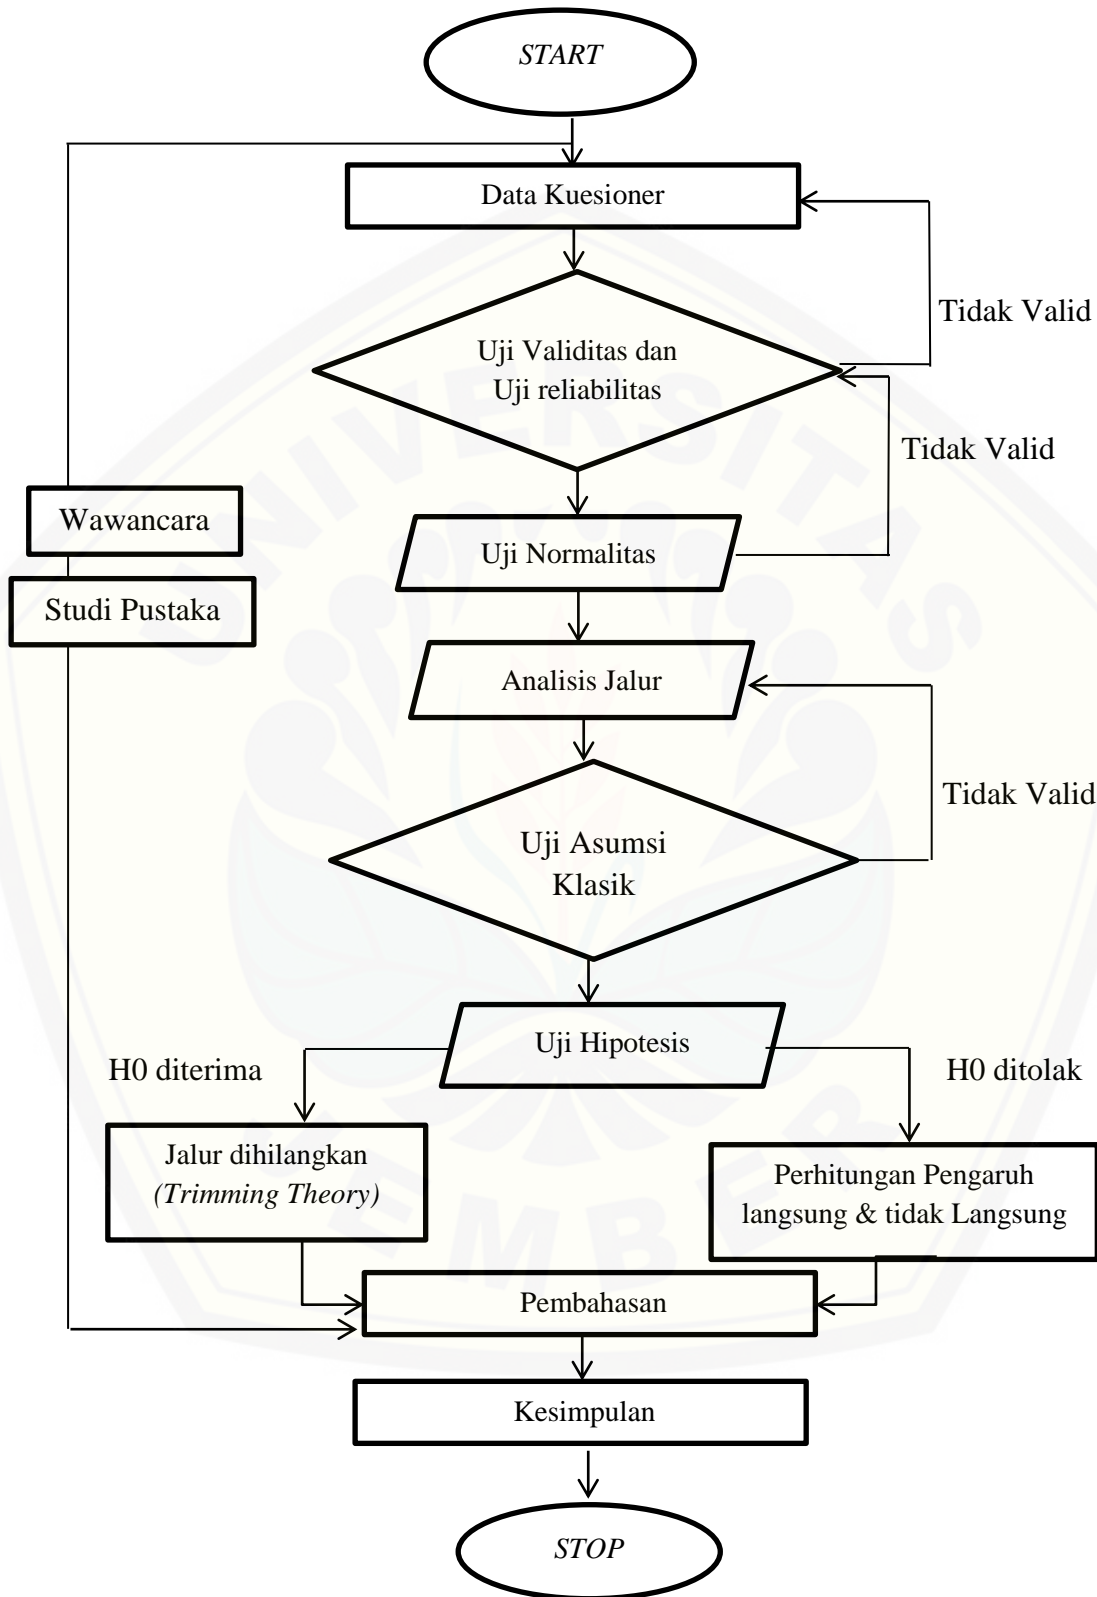 START
Data Kuesioner
Tidak Valid
Uji Validitas dan
Uji reliabilitas
Tidak Valid
Wawancara
Uji Normalitas
Studi Pustaka
Analisis Jalur
Tidak Valid
Uji Asumsi
Klasik
Uji Hipotesis
H0 diterima
H0 ditolak
Jalur dihilangkan
(Trimming Theory)
Perhitungan Pengaruh
langsung & tidak Langsung
Pembahasan
Kesimpulan
STOP
UNIVERSITAS
JEMBER